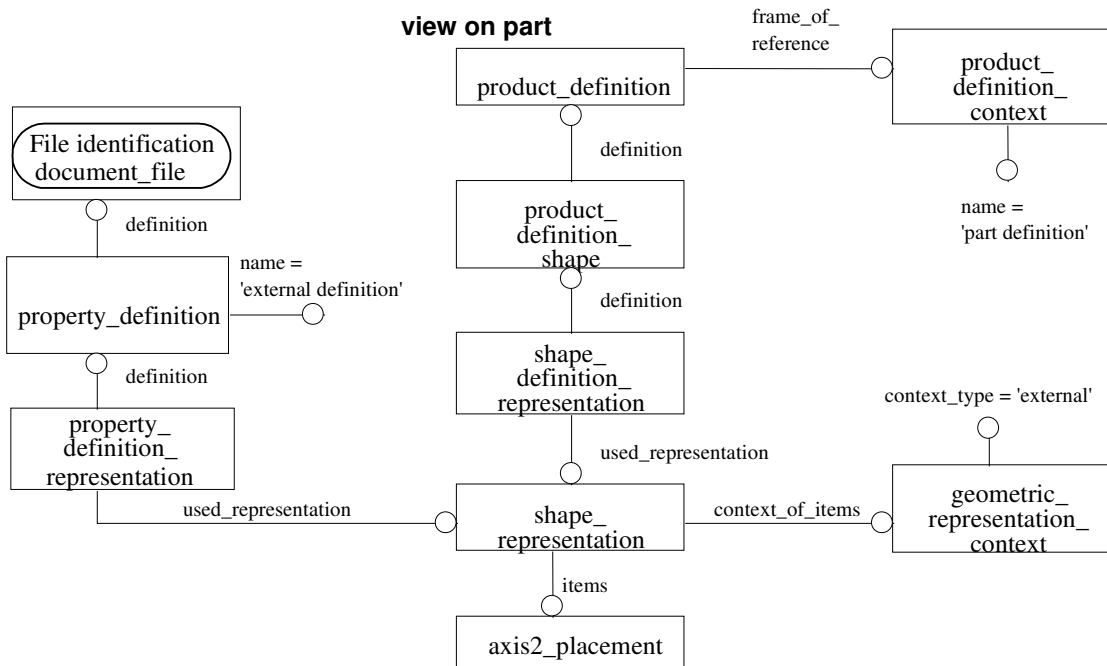 view on part
frame_of_
reference
product_definition
product_
definition_
context
File identification
document_file
definition
definition
product_
definition_
shape
name =
'part definition'
name =
'external definition'
property_definition
definition
definition
shape_
definition_
representation
context_type = 'external'
property_
definition_
representation
used_representation
used_representation
shape_
representation
context_of_items
geometric_
representation_
context
items
axis2_placement